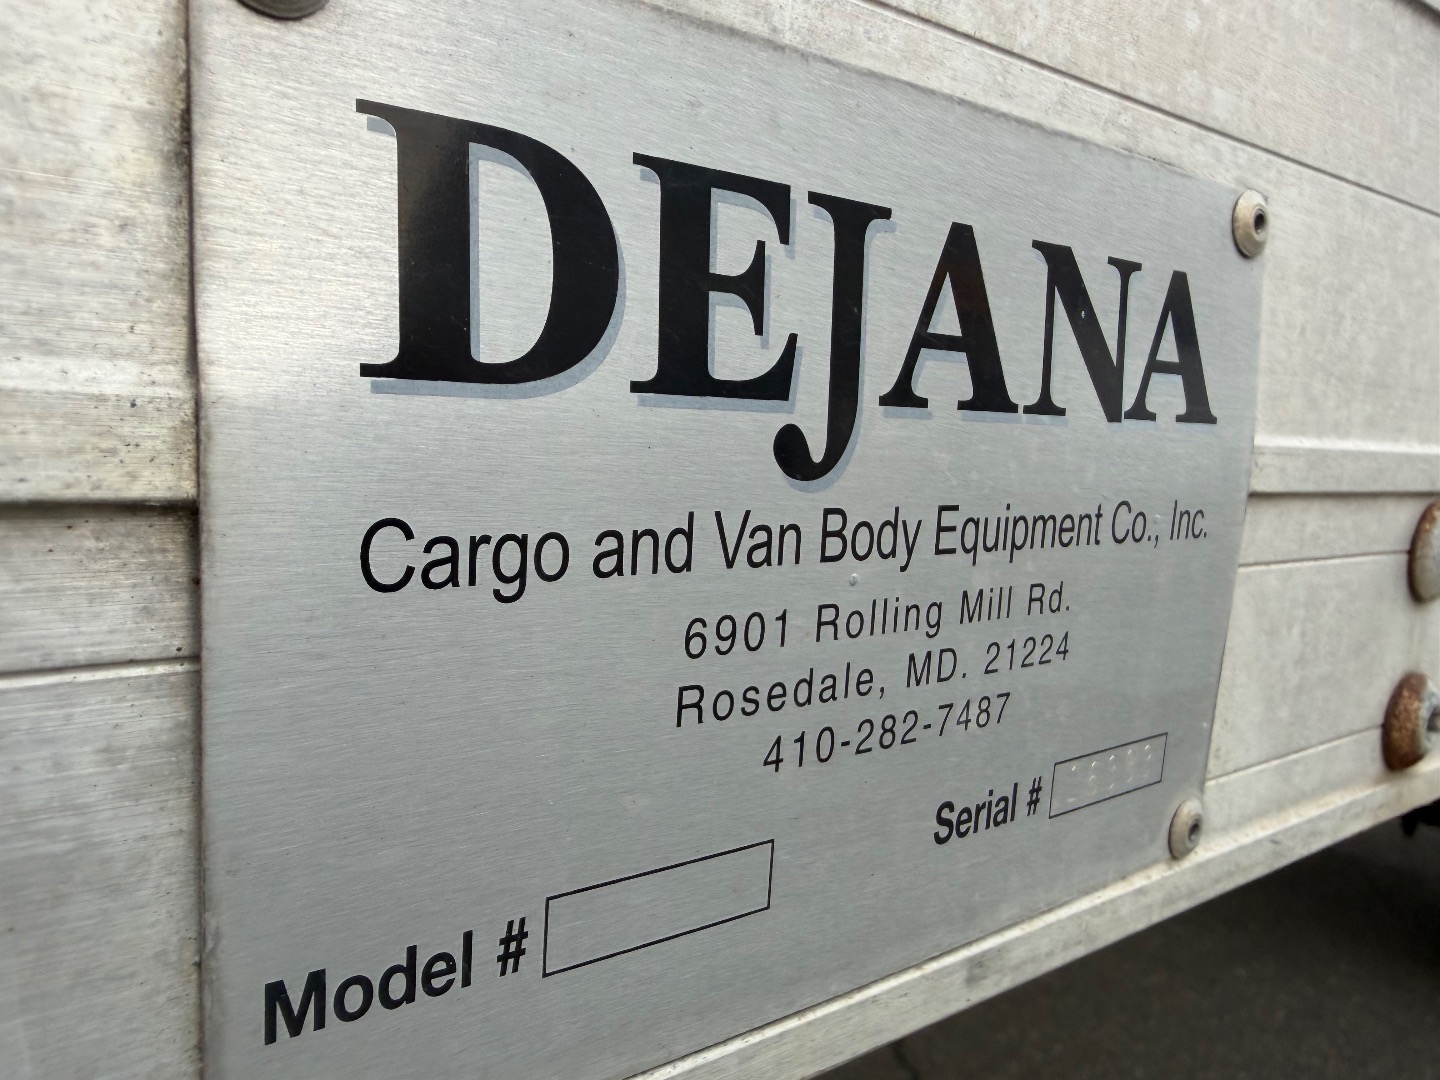 DEJANA
Cargo and Van Body Equipment Co., Inc.
6901 Rolling Mill Rd.
Rosedale, MD. 21224
410-282-7487
Serial #
Model #